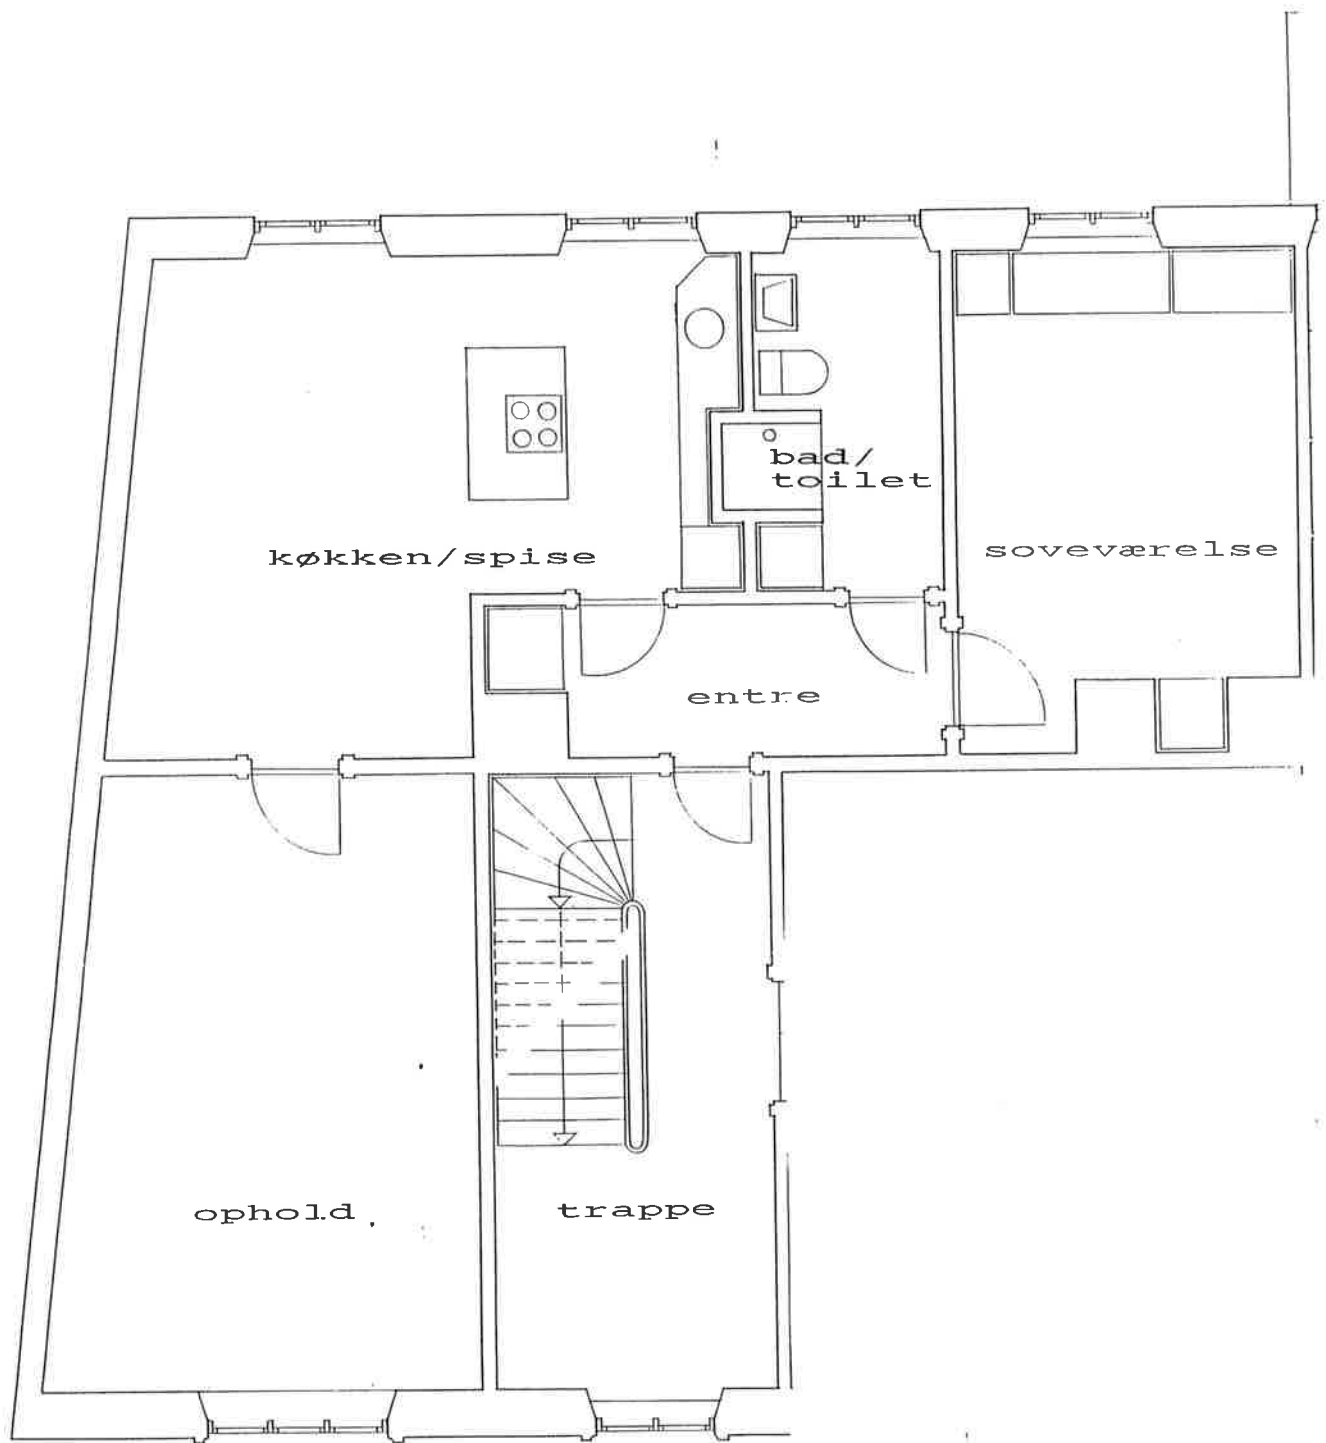 bad/
toilet
køkken/spise
soveværelse
entre
ophold
trappe